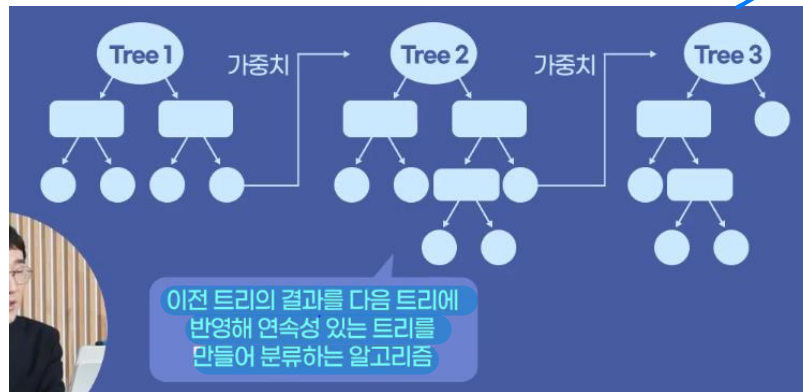 Tree 1
가중치
Tree 2
가중치
Tree 3
이전 트리의 결과를 다음 트리에
반영해 연속성 있는 트리를
만들어 분류하는 알고리즘